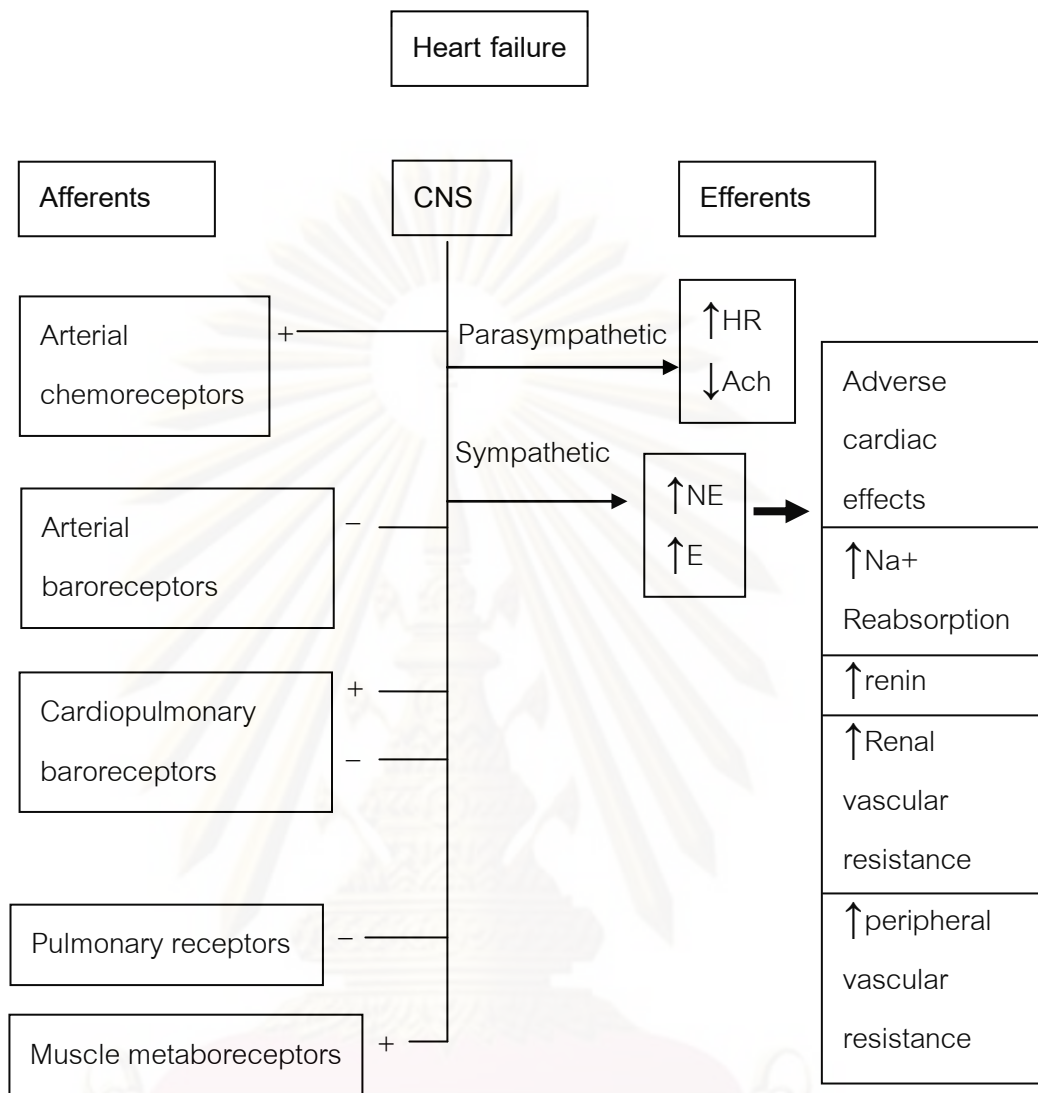 Heart failure
Afferents
CNS
Efferents
Arterial
chemoreceptors
+
Parasympathetic
↑HR
↓Ach
Sympathetic
↑NE
↑E
Arterial
baroreceptors
−
Cardiopulmonary
baroreceptors
+
−
Pulmonary receptors
−
Muscle metaboreceptors
+
Adverse
cardiac
effects
↑Na+
Reabsorption
↑renin
↑Renal
vascular
resistance
↑peripheral
vascular
resistance